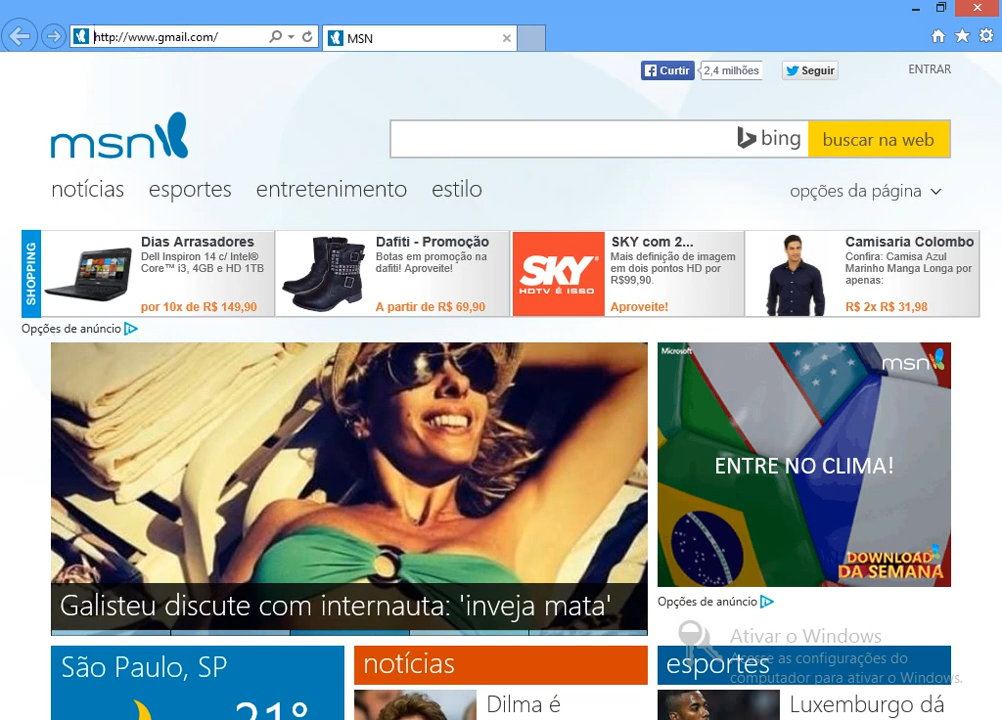 http://www.gmail.com/
MSN
Curtir
2,4 milhões
Seguir
ENTRAR
msn
bing
buscar na web
notícias
esportes
entretenimento
estilo
opções da página
SHOPPING
Dias Arrasadores
Dell Inspiron 14 c/ Intel®
Core™ i3, 4GB e HD 1TB
por 10x de R$ 149,90
Dafiti - Promoção
Botas em promoção na
dafiti! Aproveite!
A partir de R$ 69,90
SKY
HDTV É ISSO
SKY com 2...
Mais definição de imagem
em dois pontos HD por
R$99,90.
Aproveite!
Camisaria Colombo
Confira: Camisa Azul
Marinho Manga Longa por
apenas:
R$ 2x R$ 31,98
Opções de anúncio
Galisteu discute com internauta: 'inveja mata'
Microsoft
msn
ENTRE NO CLIMA!
DOWNLOAD
DA SEMANA
Opções de anúncio
Ativar o Windows
Acesse as configurações do
computador para ativar o Windows.
São Paulo, SP
21°
notícias
Dilma é
esportes
Luxemburgo dá